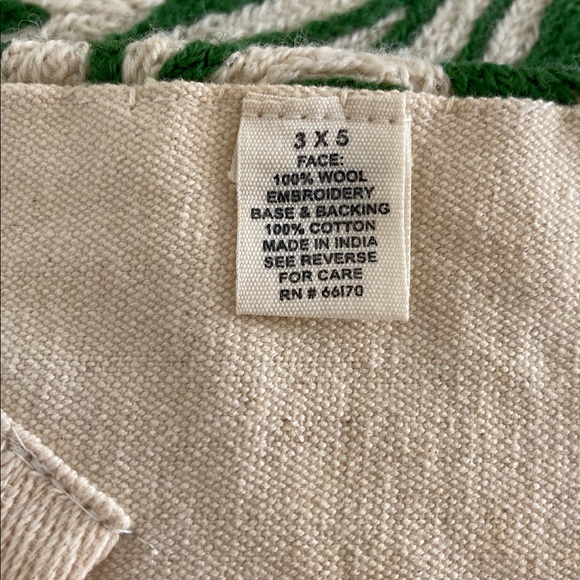 3 X 5
FACE:
100% WOOL
EMBROIDERY
BASE & BACKING
100% COTTON
MADE IN INDIA
SEE REVERSE
FOR CARE
RN # 66170